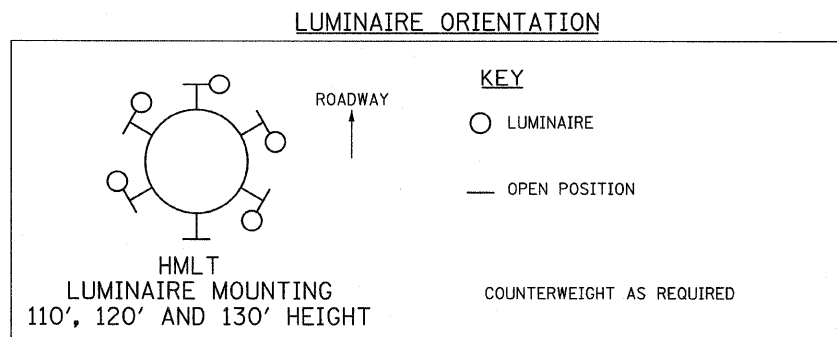 LUMINAIRE ORIENTATION
ROADWAY
KEY
LUMINAIRE
OPEN POSITION
HMLT
LUMINAIRE MOUNTING
110', 120' AND 130' HEIGHT
COUNTERWEIGHT AS REQUIRED